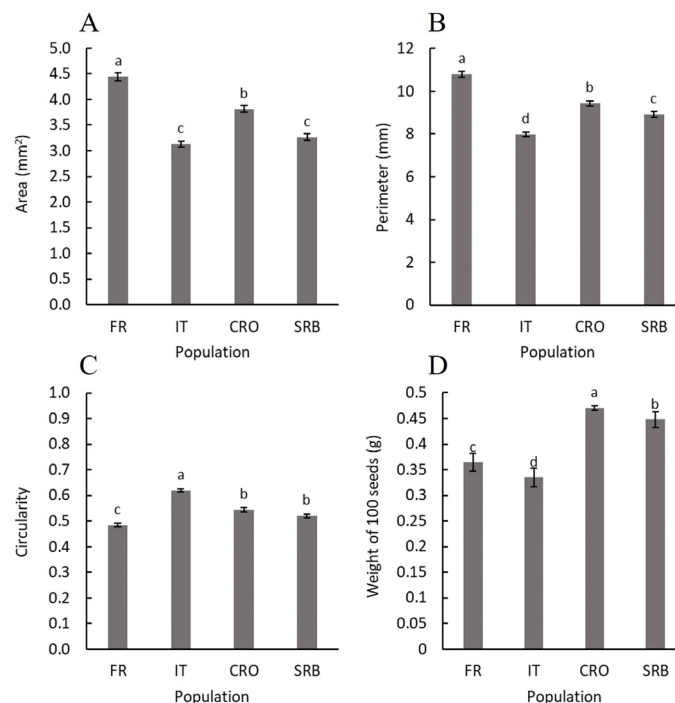 A
Area (mm²)
5.0
4.5
4.0
3.5
3.0
2.5
2.0
1.5
1.0
0.5
0.0
a
c
b
c
FR IT CRO SRB
Population
B
Perimeter (mm)
12
10
8
6
4
2
0
a
d
b
c
FR IT CRO SRB
Population
C
Circularity
1.0
0.9
0.8
0.7
0.6
0.5
0.4
0.3
0.2
0.1
0.0
c
a
b
b
FR IT CRO SRB
Population
D
Weight of 100 seeds (g)
0.5
0.45
0.4
0.35
0.3
0.25
0.2
0.15
0.1
0.05
0
c
d
a
b
FR IT CRO SRB
Population